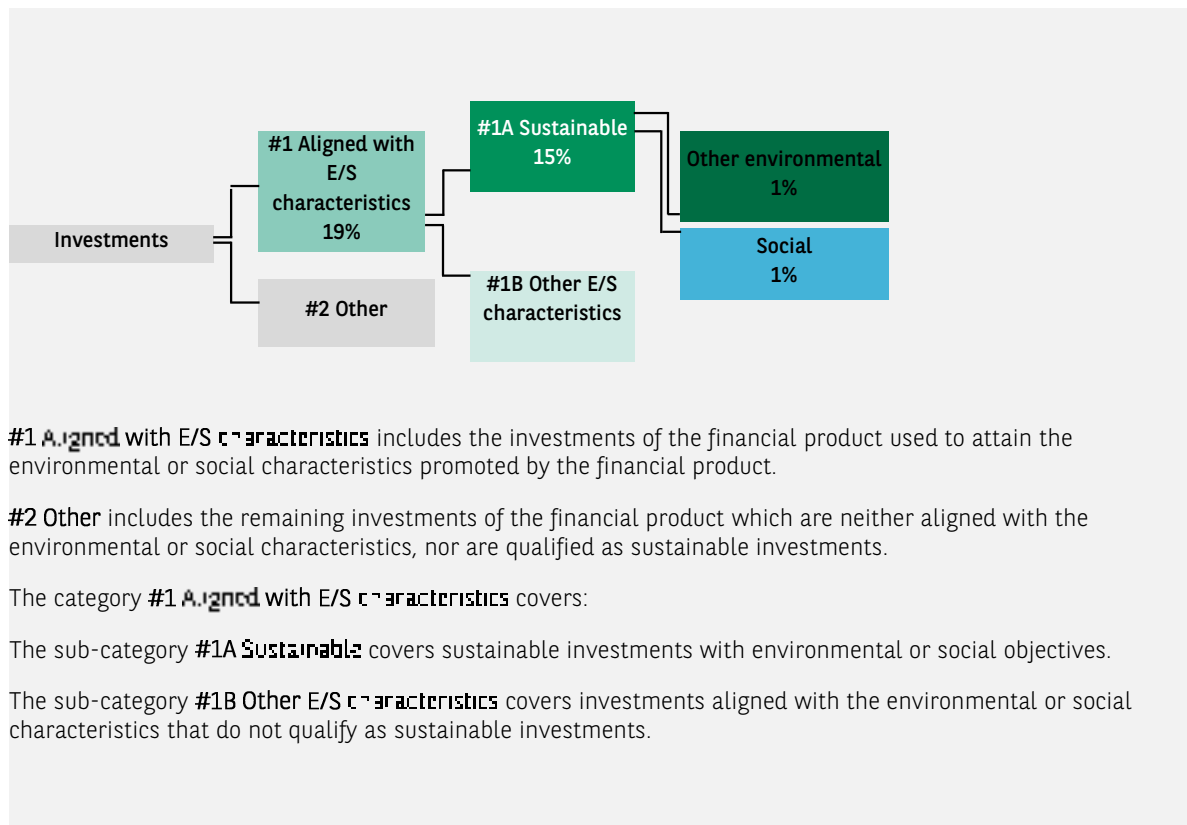 #1A Sustainable
15%
#1 Aligned with
E/S
characteristics
19%
Other environmental
1%
Investments
Social
1%
#2 Other
#1B Other E/S
characteristics
#1 Aligned with E/S characteristics includes the investments of the financial product used to attain the
environmental or social characteristics promoted by the financial product.
#2 Other includes the remaining investments of the financial product which are neither aligned with the
environmental or social characteristics, nor are qualified as sustainable investments.
The category #1 Aligned with E/S characteristics covers:
The sub-category #1A Sustainable covers sustainable investments with environmental or social objectives.
The sub-category #1B Other E/S characteristics covers investments aligned with the environmental or social
characteristics that do not qualify as sustainable investments.